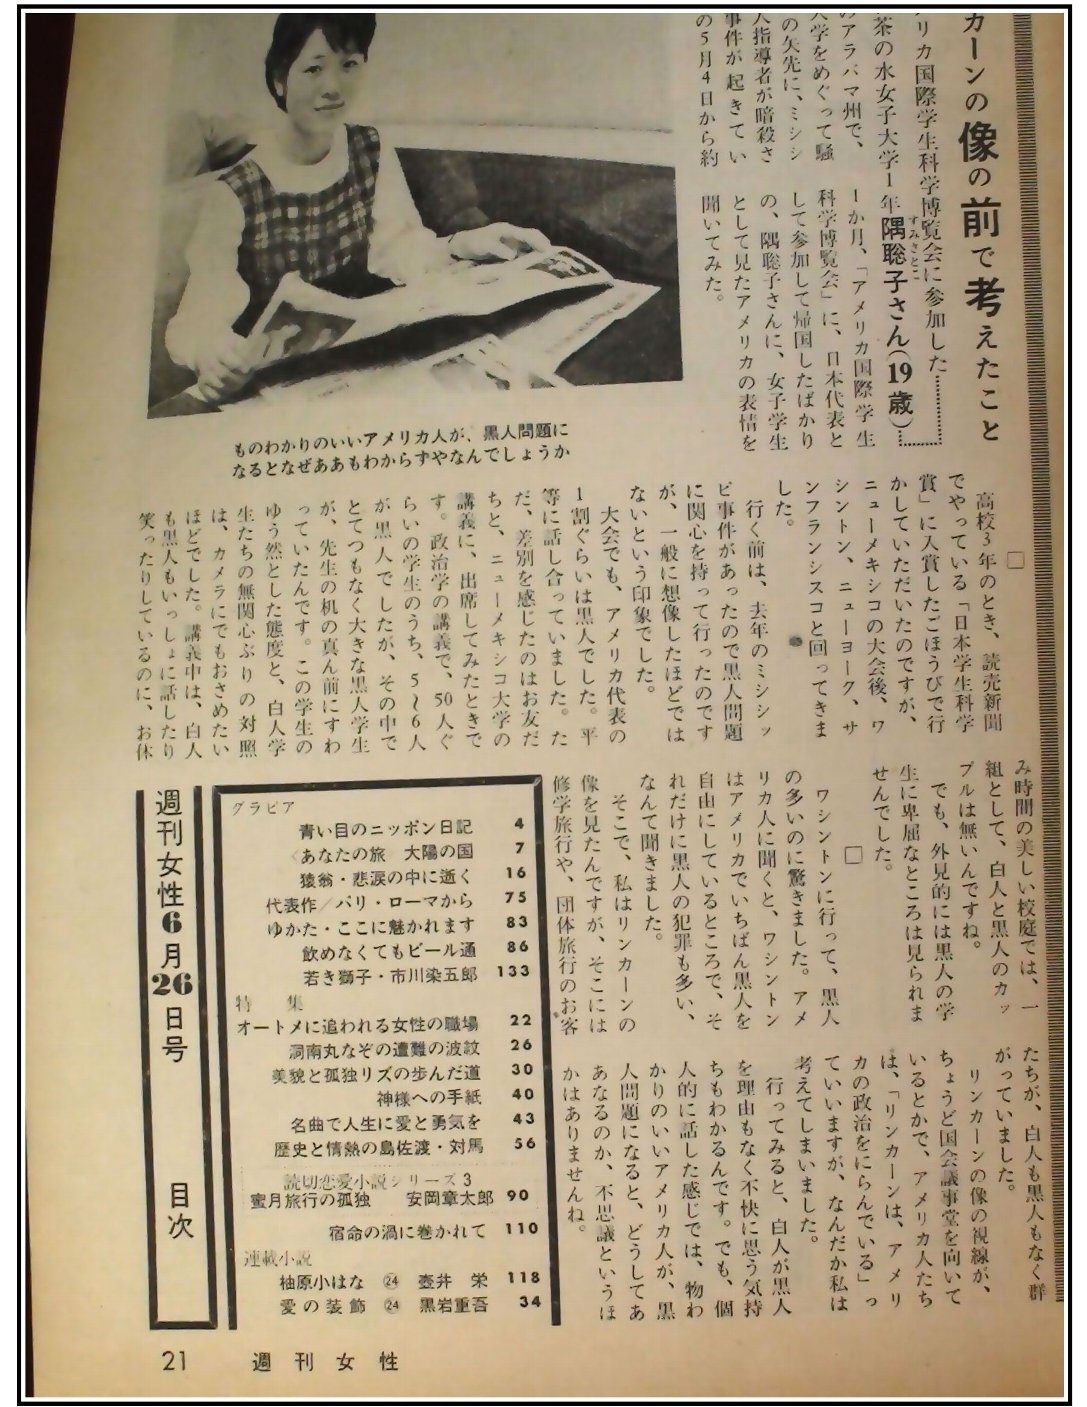 カーンの像の前で考えたこと
リカ国際学生科学博覧会に参加した
茶の水女子大学1年隅聡子さん(19歳)
すみさとこ
のアラバマ州で、
大学をめぐって騒
の矢先に、ミシシ
人指導者が暗殺さ
事件が起きてい
の5月4日から約
1か月、「アメリカ国際学生
科学博覧会」に、日本代表と
して参加して帰国したばかり
の、隅聡子さんに、女子学生
として見たアメリカの表情を
聞いてみた。
ものわかりのいいアメリカ人が、黒人問題に
なるとなぜああもわからずやなんでしょうか
高校3年のとき、読売新聞
でやっている「日本学生科学
賞」に入賞したごほうびで行
かしていただいたのですが、
ニューメキシコの大会後、ワ
シントン、ニューヨーク、サ
ンフランシスコと回ってきま
した。
行く前は、去年のミシシッ
ピ事件があったので黒人問題
に関心を持って行ったのです
が、一般に想像したほどでは
ないという印象でした。
大会でも、アメリカ代表の
1割ぐらいは黒人でした。平
等に話し合っていました。た
だ、差別を感じたのはお友だ
ちと、ニューメキシコ大学の
講義に、出席してみたときで
す。政治学の講義で、50人ぐ
らいの学生のうち、5〜6人
が黒人でしたが、その中で
とてつもなく大きな黒人学生
が、先生の机の真ん前にすわ
っていたんです。この学生の
ゆう然とした態度と、白人学
生たちの無関心ぶりの対照
は、カメラにでもおさめたい
ほどでした。講義中は、白人
も黒人もいっしょに話したり
笑ったりしているのに、お体
み時間の美しい校庭では、一
組として、白人と黒人のカッ
プルは無いんですね。
でも、外見的には黒人の学
生に卑屈なところは見られま
せんでした。
ワシントンに行って、黒人
の多いのに驚きました。アメ
リカ人に聞くと、ワシントン
はアメリカでいちばん黒人を
自由にしているところで、そ
れだけに黒人の犯罪も多い、
なんて聞きました。
そこで、私はリンカーンの
像を見たんですが、そこには
修学旅行や、団体旅行のお客
たちが、白人も黒人もなく群
がっていました。
リンカーンの像の視線が、
ちょうど国会議事堂を向いて
いるとかで、アメリカ人たち
は、「リンカーンは、アメリ
カの政治をにらんでいる」っ
ていいますが、なんだか私は
考えてしまいました。
行ってみると、白人が黒人
を理由もなく不快に思う気持
ちもわかるんです。でも、個
人的に話した感じでは、物わ
かりのいいアメリカ人が、黒
人問題になると、どうしてあ
あなるのか、不思議というほ
かはありませんね。
グラビア
青い目のニッポン日記 4
〈あなたの旅〉大陽の国 7
猿翁・悲涙の中に逝く 16
代表作/パリ・ローマから 75
ゆかた・ここに魅かれます 83
飲めなくてもビール通 86
若き獅子・市川染五郎 133
特集
オートメに追われる女性の職場 22
洞南丸なぞの遭難の波紋 26
美貌と孤独リズの歩んだ道 30
神様への手紙 40
名曲で人生に愛と勇気を 43
歴史と情熱の島佐渡・対馬 56
読切恋愛小説シリーズ3
蜜月旅行の孤独 安岡章太郎 90
宿命の渦に巻かれて 110
連載小説
柚原小はな ㉔ 壺井 栄 118
愛の装飾 ㉔ 黒岩重吾 34
週刊女性6月26日号 目次
21 週刊女性